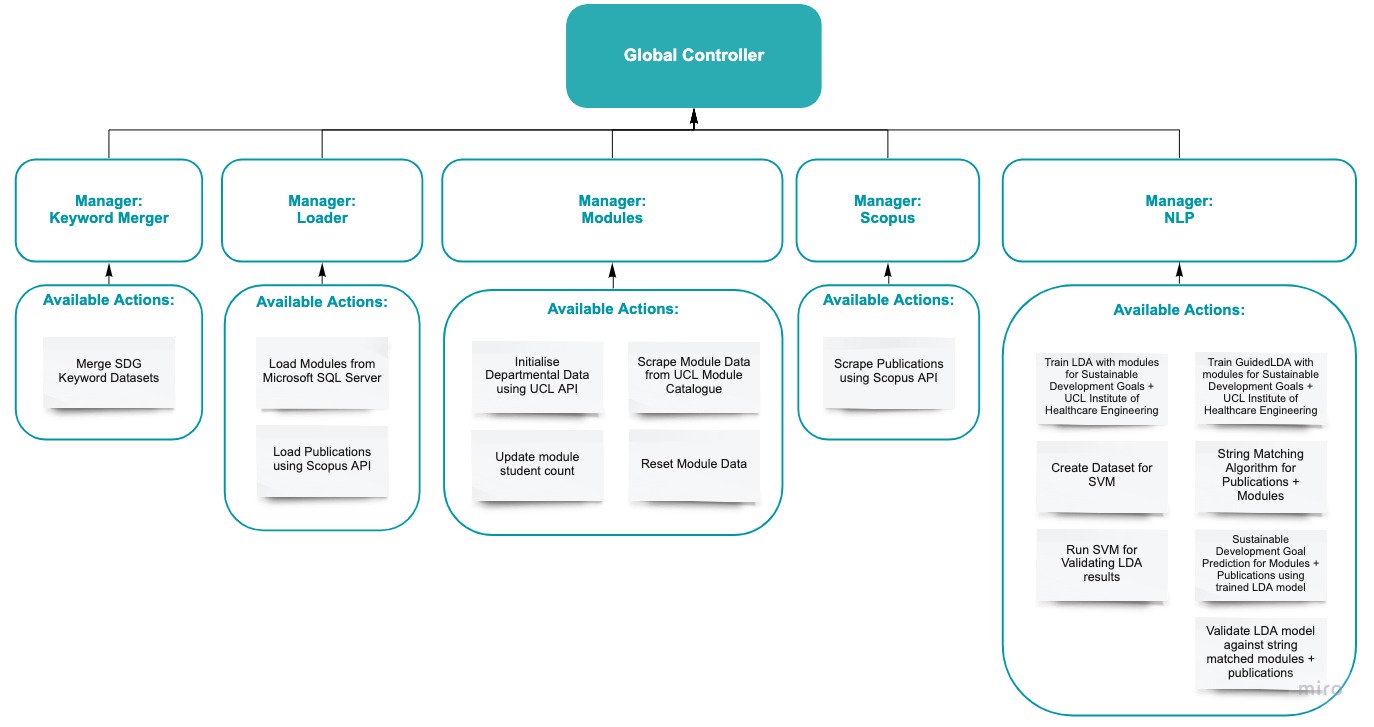 Global Controller
Manager:
Keyword Merger
Manager:
Loader
Manager:
Modules
Manager:
Scopus
Manager:
NLP
Available Actions:
Merge SDG
Keyword Datasets
Available Actions:
Load Modules from
Microsoft SQL Server
Load Publications
using Scopus API
Available Actions:
Initialise
Departmental Data
using UCL API
Scrape Module Data
from UCL Module
Catalogue
Update module
student count
Reset Module Data
Available Actions:
Scrape Publications
using Scopus API
Available Actions:
Train LDA with modules
for Sustainable
Development Goals +
UCL Institute of
Healthcare Engineering
Train GuidedLDA with
modules for Sustainable
Development Goals +
UCL Institute of
Healthcare Engineering
Create Dataset for
SVM
String Matching
Algorithm for
Publications +
Modules
Run SVM for
Validating LDA
results
Sustainable
Development Goal
Prediction for Modules +
Publications using
trained LDA model
Validate LDA model
against string
matched modules +
publications
miro